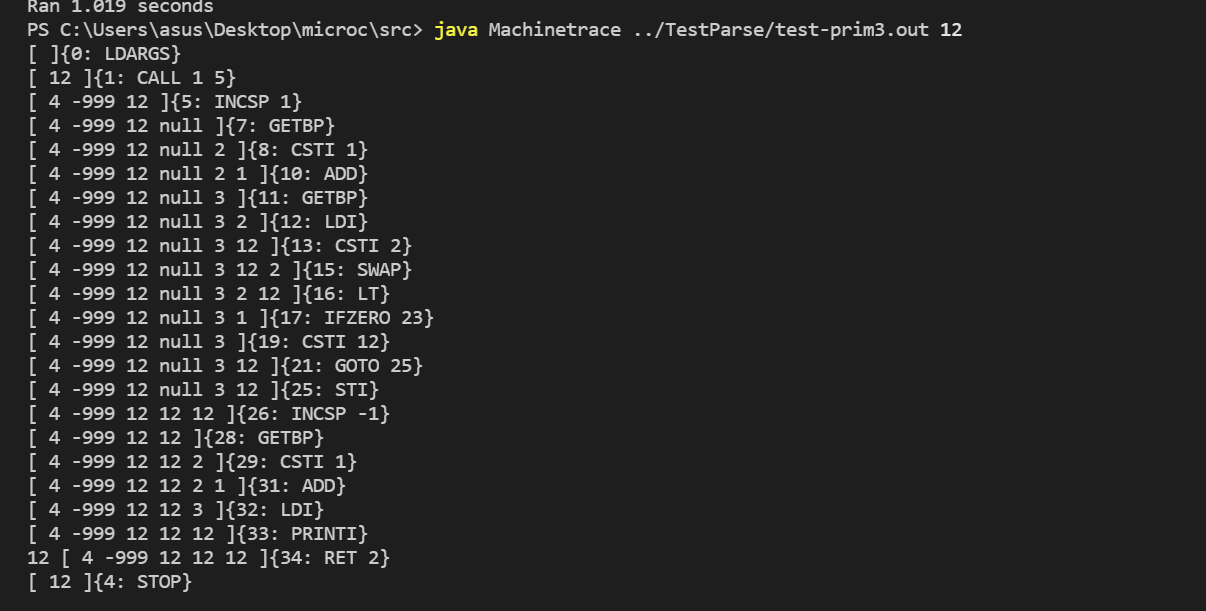 Ran 1.019 seconds
PS C:\Users\asus\Desktop\microc\src> java Machinetrace ../TestParse/test-prim3.out 12
[ ]{0: LDARGS}
[ 12 ]{1: CALL 1 5}
[ 4 -999 12 ]{5: INCSP 1}
[ 4 -999 12 null ]{7: GETBP}
[ 4 -999 12 null 2 ]{8: CSTI 1}
[ 4 -999 12 null 2 1 ]{10: ADD}
[ 4 -999 12 null 3 ]{11: GETBP}
[ 4 -999 12 null 3 2 ]{12: LDI}
[ 4 -999 12 null 3 12 ]{13: CSTI 2}
[ 4 -999 12 null 3 12 2 ]{15: SWAP}
[ 4 -999 12 null 3 2 12 ]{16: LT}
[ 4 -999 12 null 3 1 ]{17: IFZERO 23}
[ 4 -999 12 null 3 ]{19: CSTI 12}
[ 4 -999 12 null 3 12 ]{21: GOTO 25}
[ 4 -999 12 null 3 12 ]{25: STI}
[ 4 -999 12 12 12 ]{26: INCSP -1}
[ 4 -999 12 12 ]{28: GETBP}
[ 4 -999 12 12 2 ]{29: CSTI 1}
[ 4 -999 12 12 2 1 ]{31: ADD}
[ 4 -999 12 12 3 ]{32: LDI}
[ 4 -999 12 12 12 ]{33: PRINTI}
12 [ 4 -999 12 12 12 ]{34: RET 2}
[ 12 ]{4: STOP}